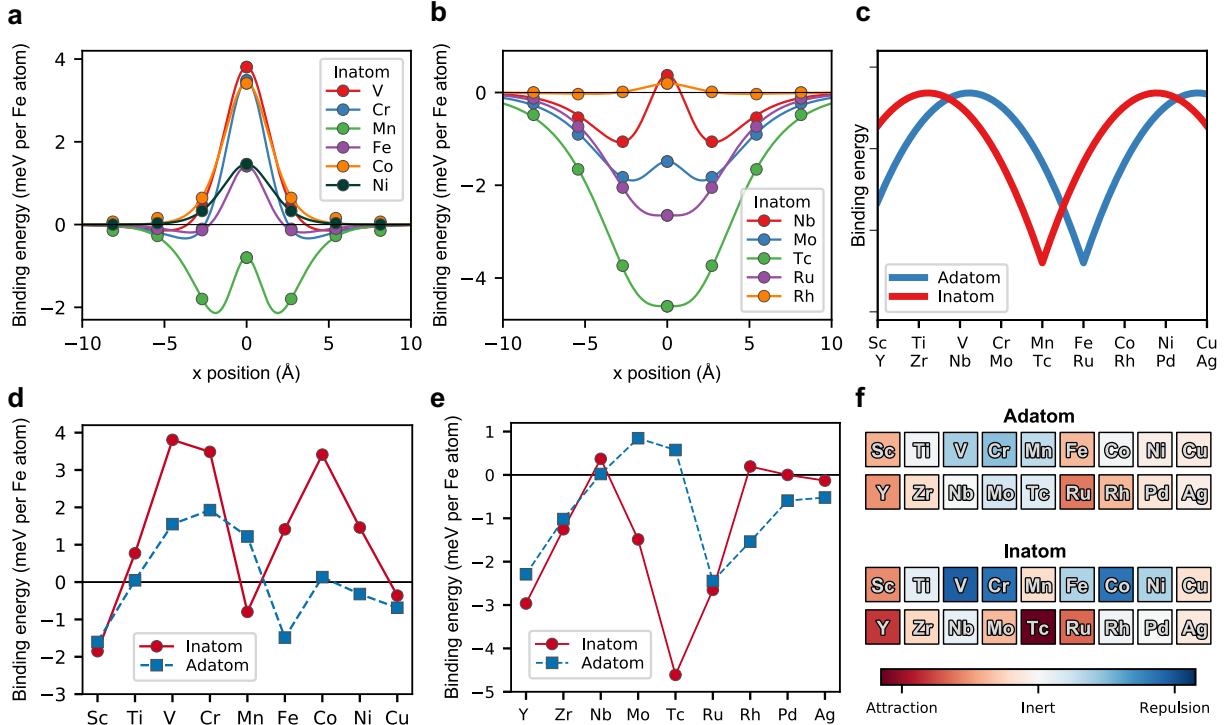 a
Binding energy (meV per Fe atom)
4
2
0
−2
−10
−5
0
5
10
x position (Å)
Inatom
V
Cr
Mn
Fe
Co
Ni
b
Binding energy (meV per Fe atom)
0
−2
−4
−10
−5
0
5
10
x position (Å)
Inatom
Nb
Mo
Tc
Ru
Rh
c
Binding energy
Adatom
Inatom
Sc Ti V Cr Mn Fe Co Ni Cu
Y Zr Nb Mo Tc Ru Rh Pd Ag
d
Binding energy (meV per Fe atom)
4
3
2
1
0
−1
−2
−3
Inatom
Adatom
Sc Ti V Cr Mn Fe Co Ni Cu
e
Binding energy (meV per Fe atom)
1
0
−1
−2
−3
−4
−5
Inatom
Adatom
Y Zr Nb Mo Tc Ru Rh Pd Ag
f
Adatom
Sc Ti V Cr Mn Fe Co Ni Cu
Y Zr Nb Mo Tc Ru Rh Pd Ag
Inatom
Sc Ti V Cr Mn Fe Co Ni Cu
Y Zr Nb Mo Tc Ru Rh Pd Ag
Attraction Inert Repulsion